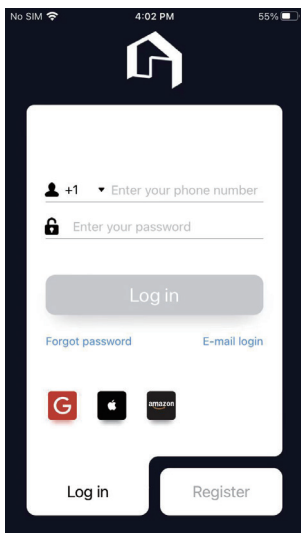 No SIM 4:02 PM 55%
+1 Enter your phone number
Enter your password
Log in
Forgot password E-mail login
G amazon
Log in Register